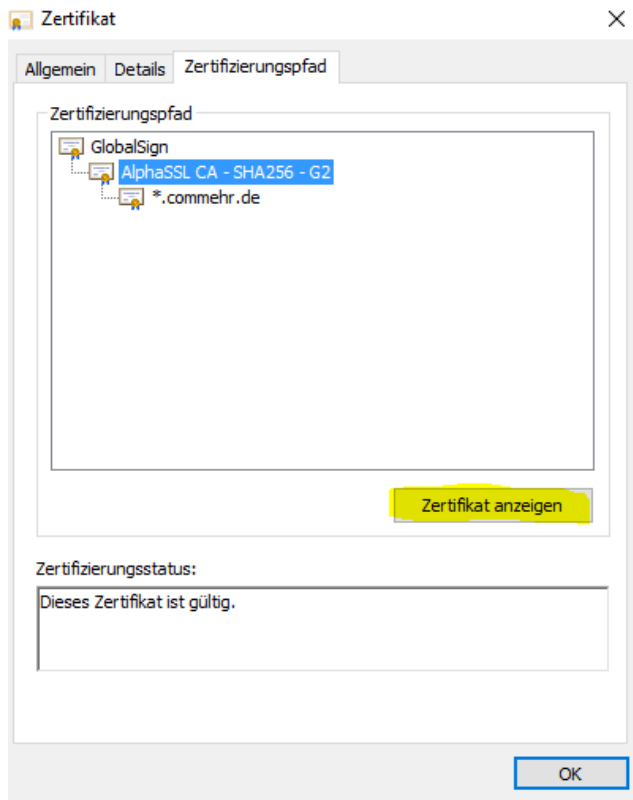 Zertifikat
Allgemein Details Zertifizierungspfad
Zertifizierungspfad
GlobalSign
AlphaSSL CA - SHA256 - G2
*.commehr.de
Zertifikat anzeigen
Zertifizierungsstatus:
Dieses Zertifikat ist gültig.
OK